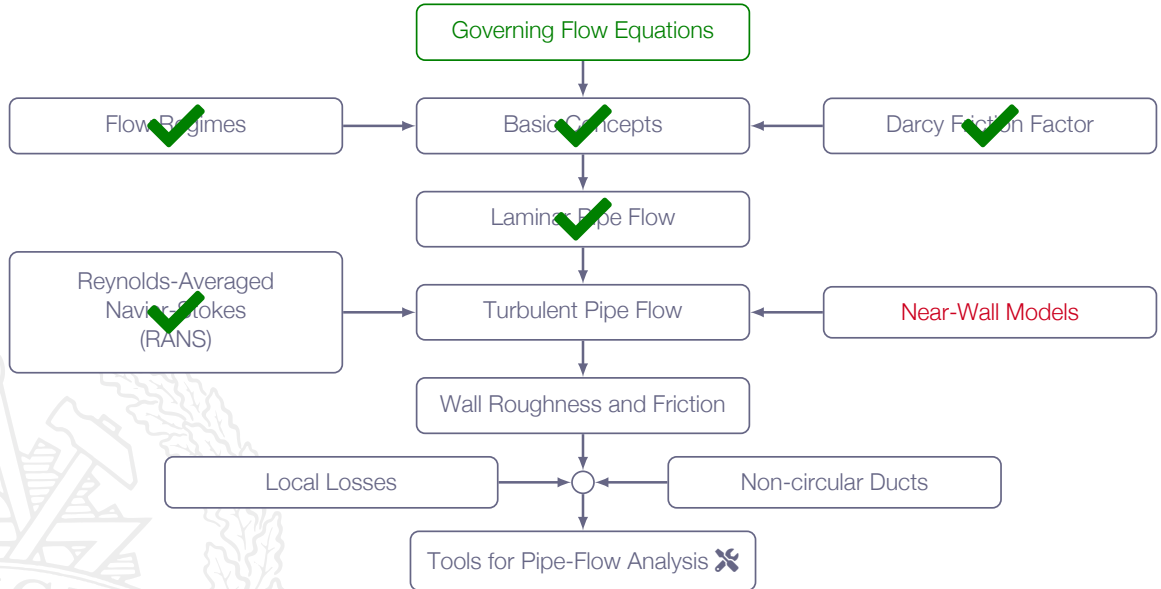 Governing Flow Equations
Flow Regimes
Basic Concepts
Darcy Friction Factor
Laminar Pipe Flow
Reynolds-Averaged
Navier-Stokes
(RANS)
Turbulent Pipe Flow
Near-Wall Models
Wall Roughness and Friction
Local Losses
Non-circular Ducts
Tools for Pipe-Flow Analysis